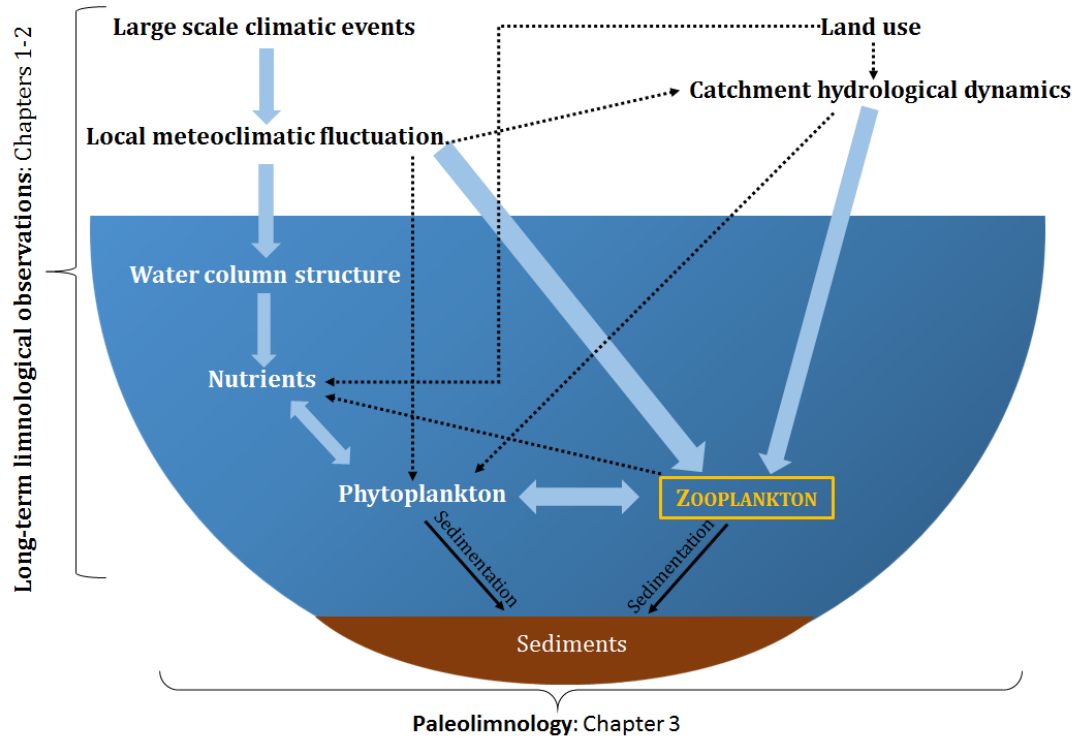 Large scale climatic events
Land use
Catchment hydrological dynamics
Local meteoclimatic fluctuation
Long-term limnological observations: Chapters 1-2
Water column structure
Nutrients
Phytoplankton
ZOOPLANKTON
Sedimentation
Sedimentation
Sediments
Paleolimnology: Chapter 3